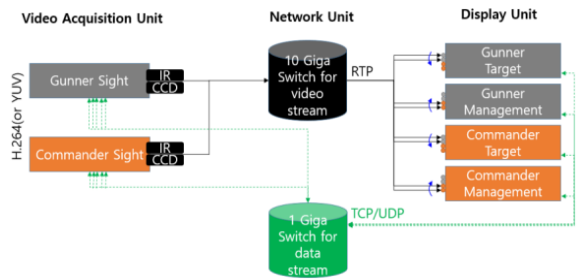 Video Acquisition Unit
Network Unit
Display Unit
H.264(or YUV)
Gunner Sight
IR
CCD
Commander Sight
IR
CCD
10 Giga
Switch for
video
stream
RTP
Gunner
Target
Gunner
Management
Commander
Target
Commander
Management
1 Giga
Switch for
data
stream
TCP/UDP